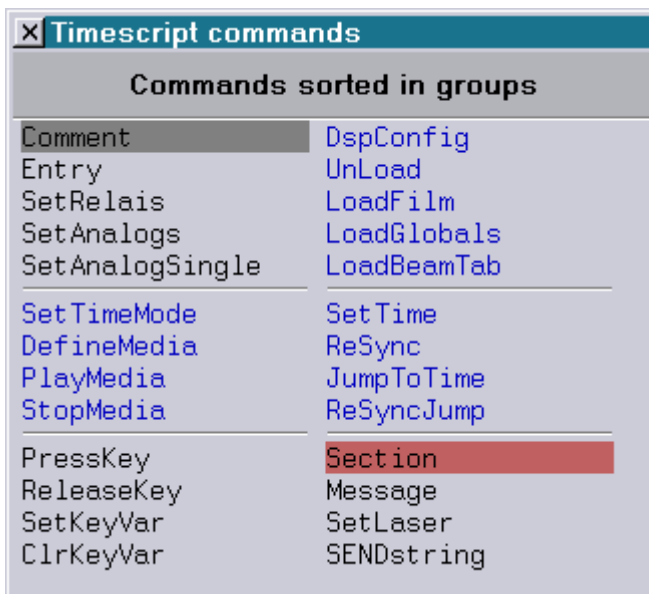 Timescript commands
Commands sorted in groups
Comment
Entry
SetRelais
SetAnalogs
SetAnalogSingle
DspConfig
UnLoad
LoadFilm
LoadGlobals
LoadBeamTab
SetTimeMode
DefineMedia
PlayMedia
StopMedia
SetTime
ReSync
JumpToTime
ReSyncJump
PressKey
ReleaseKey
SetKeyVar
ClrKeyVar
Section
Message
SetLaser
SENDstring